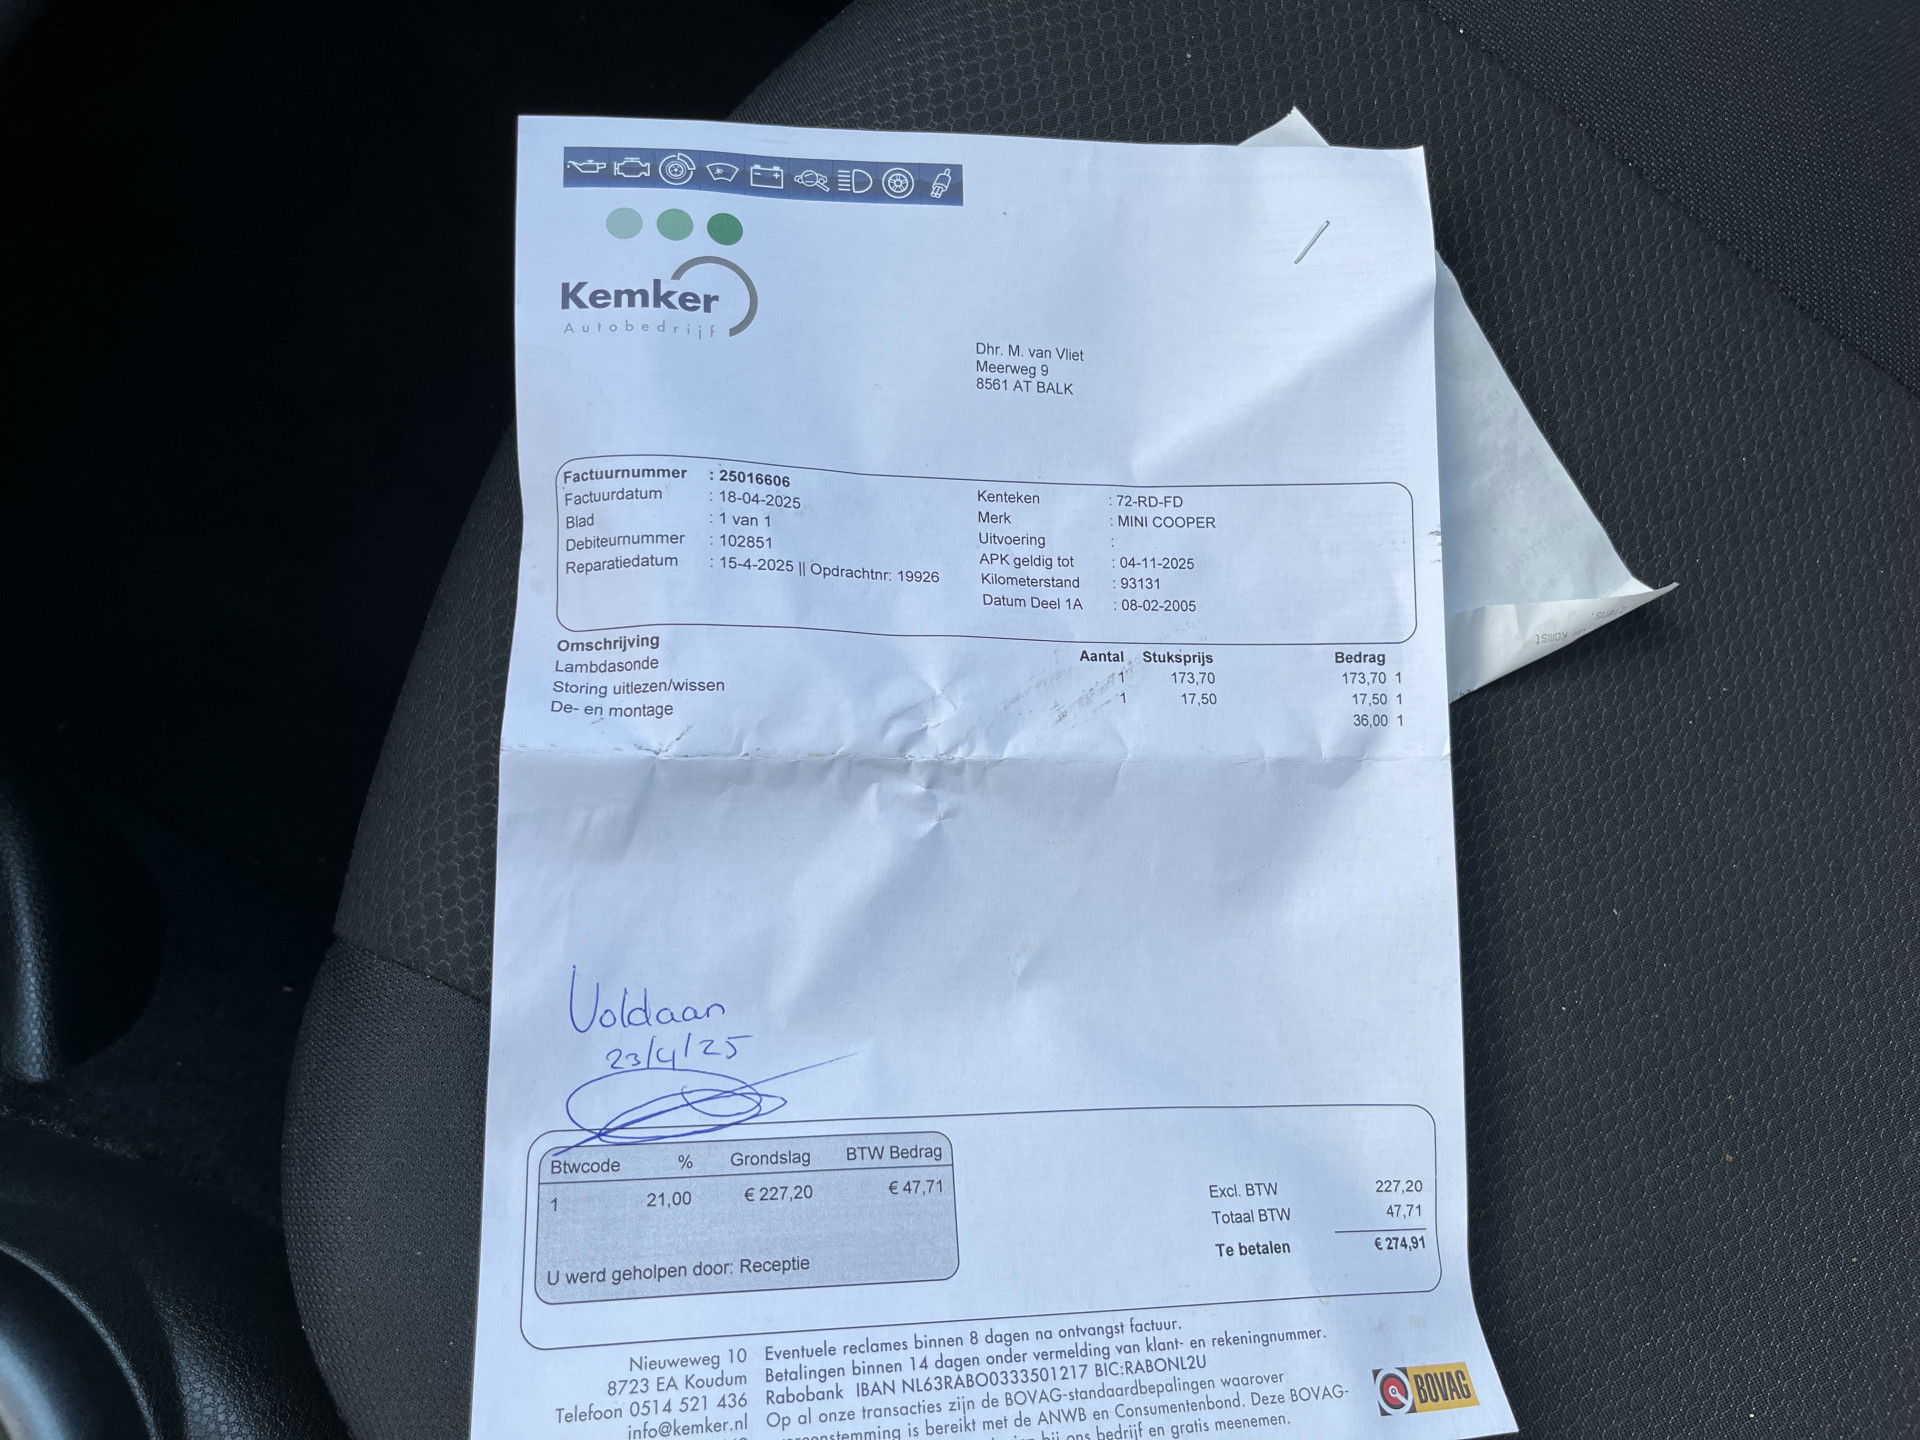 Kemker
Autobedrijf
Dhr. M. van Vliet
Meerweg 9
8561 AT BALK
Factuurnummer : 25016606
Factuurdatum : 18-04-2025
Blad : 1 van 1
Debiteurnummer : 102851
Reparatiedatum : 15-4-2025 || Opdrachtnr: 19926
Kenteken : 72-RD-FD
Merk : MINI COOPER
Uitvoering :
APK geldig tot : 04-11-2025
Kilometerstand : 93131
Datum Deel 1A : 08-02-2005
Omschrijving Aantal Stuksprijs Bedrag
Lambdasonde 1 173,70 173,70 1
Storing uitlezen/wissen 1 17,50 17,50 1
De- en montage 36,00 1
Voldaan
23/4/25
Btwcode % Grondslag BTW Bedrag
1 21,00 € 227,20 € 47,71
U werd geholpen door: Receptie
Excl. BTW 227,20
Totaal BTW 47,71
Te betalen € 274,91
Nieuweweg 10
8723 EA Koudum
Telefoon 0514 521 436
info@kemker.nl
Eventuele reclames binnen 8 dagen na ontvangst factuur.
Betalingen binnen 14 dagen onder vermelding van klant- en rekeningnummer.
Rabobank IBAN NL63RABO0333501217 BIC:RABONL2U
Op al onze transacties zijn de BOVAG-standaardbepalingen waarover
is bereikt met de ANWB en Consumentenbond. Deze BOVAG-
bij ons bedrijf en gratis meenemen.
BOVAG